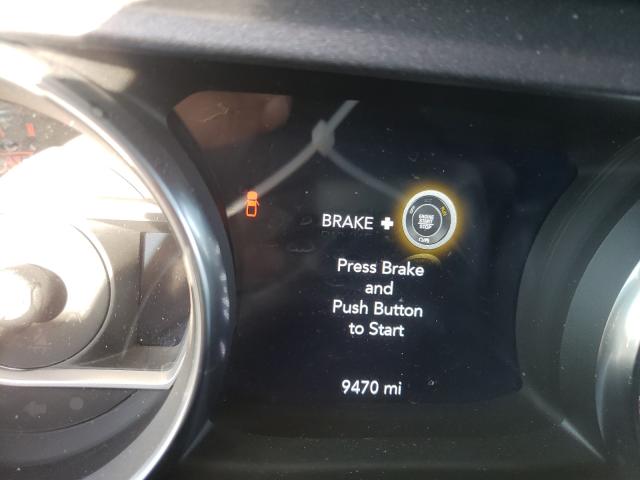 BRAKE + ENGINE START STOP
Press Brake
and
Push Button
to Start
9470 mi